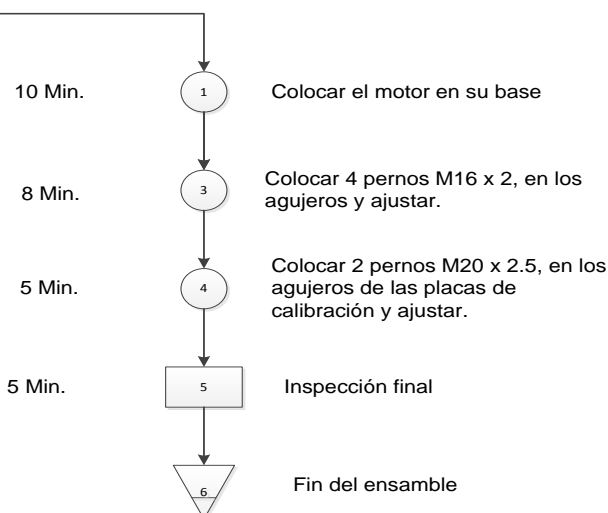 10 Min.
1
Colocar el motor en su base
8 Min.
3
Colocar 4 pernos M16 x 2, en los
agujeros y ajustar.
5 Min.
4
Colocar 2 pernos M20 x 2.5, en los
agujeros de las placas de
calibración y ajustar.
5 Min.
5
Inspección final
6
Fin del ensamble